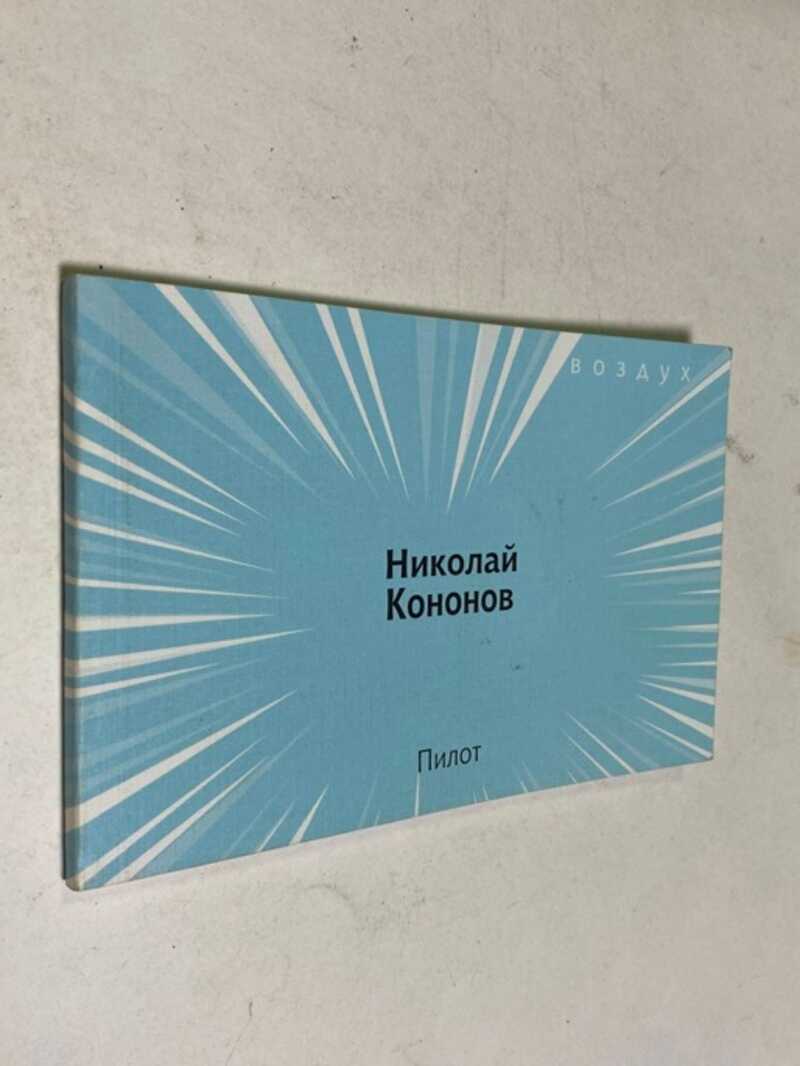 воздух
Николай
Кононов
Пилот